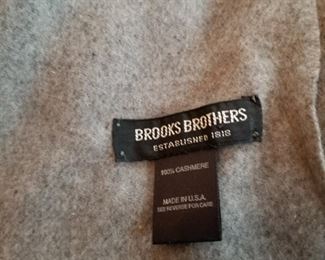 BROOKS BROTHERS
ESTABLISHED 1818
100% CASHMERE
MADE IN U.S.A.
SEE REVERSE FOR CARE